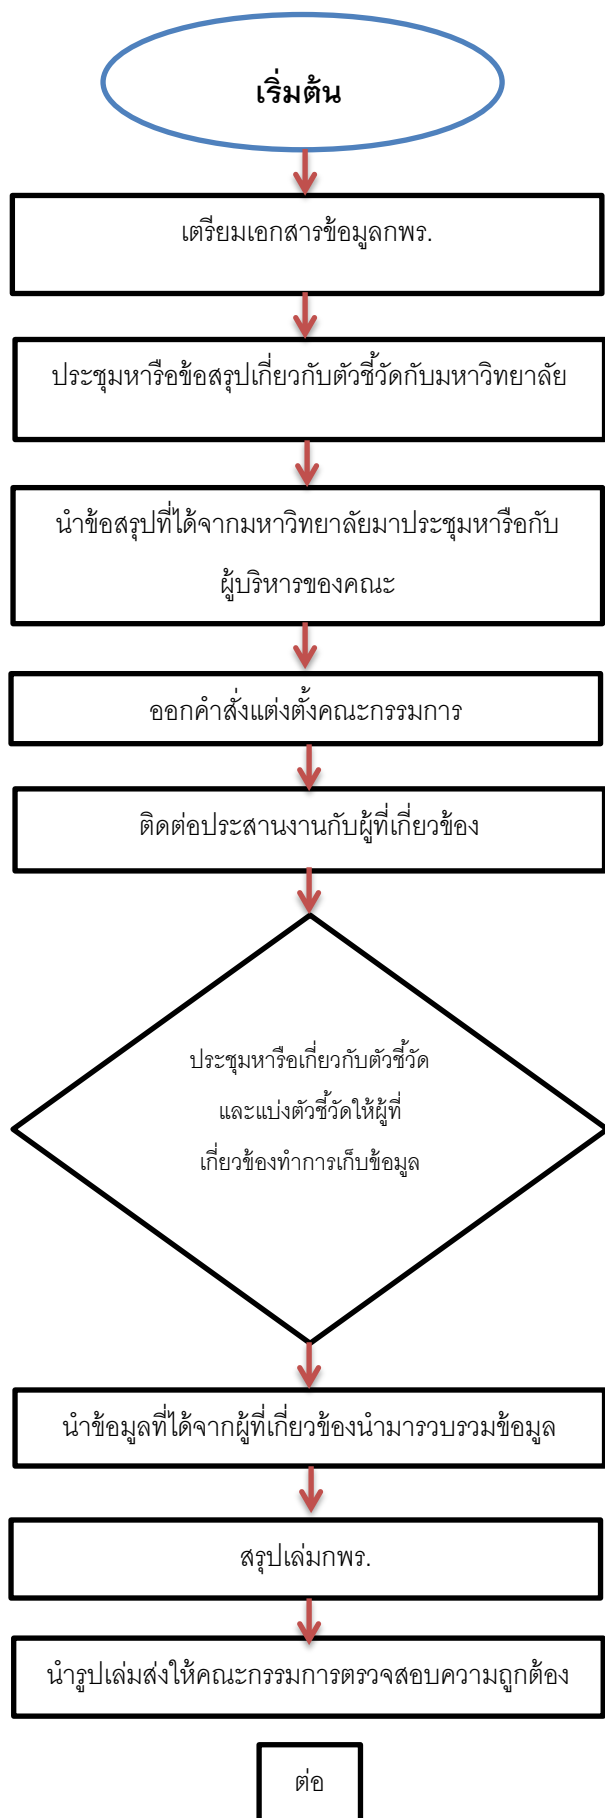 เริ่มต้น
เตรียมเอกสารข้อมูลกพร.
ประชุมหารือข้อสรุปเกี่ยวกับตัวชี้วัดกับมหาวิทยาลัย
นำข้อสรุปที่ได้จากมหาวิทยาลัยมาประชุมหารือกับ
ผู้บริหารของคณะ
ออกคำสั่งแต่งตั้งคณะกรรมการ
ติดต่อประสานงานกับผู้ที่เกี่ยวข้อง
ประชุมหารือเกี่ยวกับตัวชี้วัด
และแบ่งตัวชี้วัดให้ผู้ที่
เกี่ยวข้องทำการเก็บข้อมูล
นำข้อมูลที่ได้จากผู้ที่เกี่ยวข้องนำมารวบรวมข้อมูล
สรุปเล่มกพร.
นำรูปเล่มส่งให้คณะกรรมการตรวจสอบความถูกต้อง
ต่อ